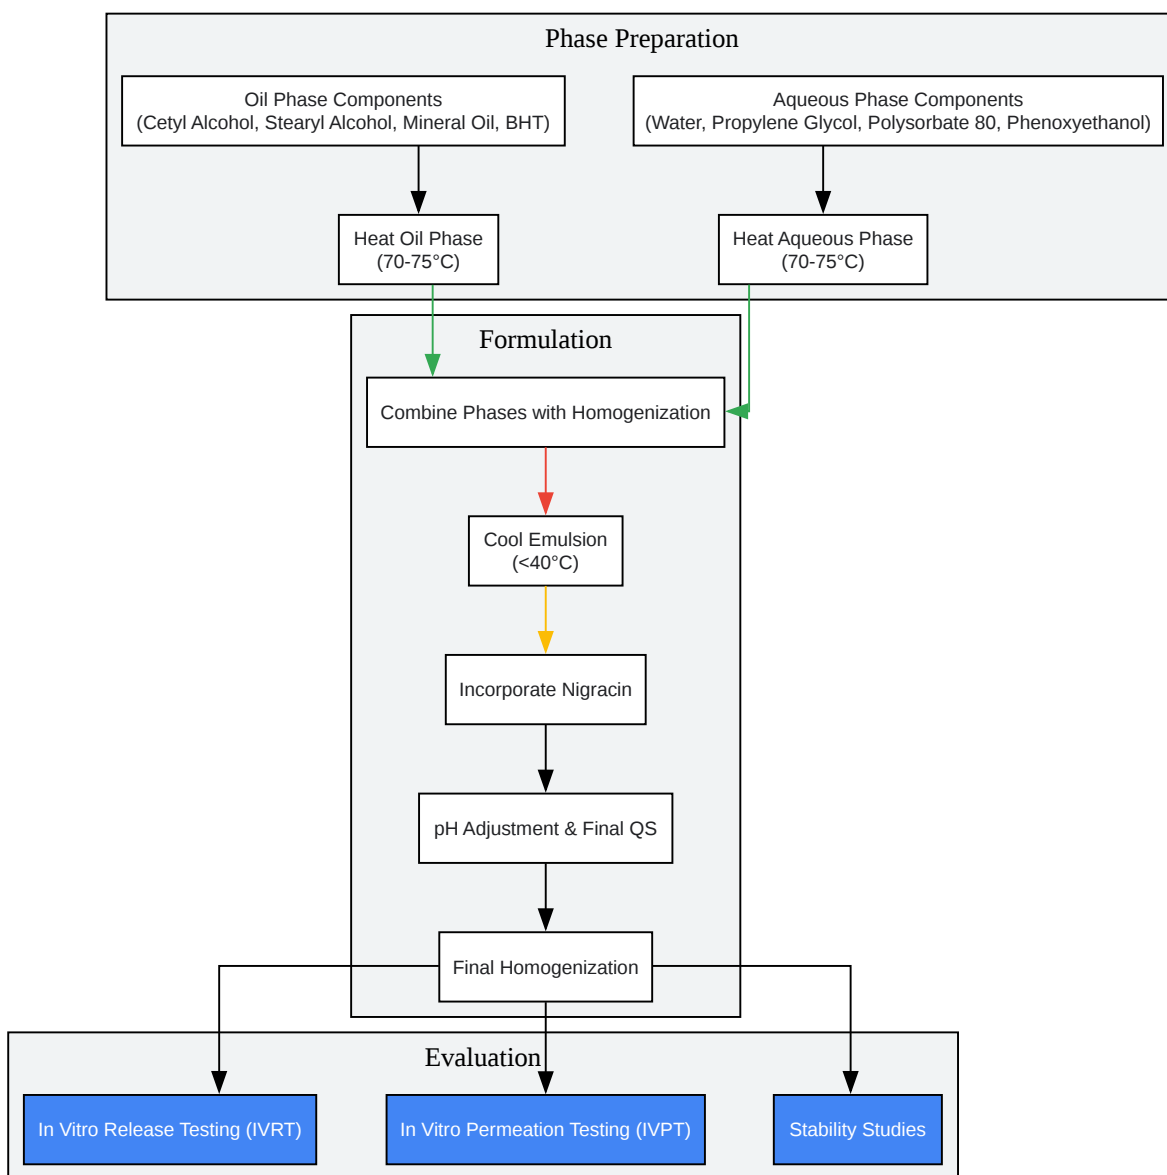 Phase Preparation
Oil Phase Components
(Cetyl Alcohol, Stearyl Alcohol, Mineral Oil, BHT)
Aqueous Phase Components
(Water, Propylene Glycol, Polysorbate 80, Phenoxyethanol)
Heat Oil Phase
(70-75°C)
Heat Aqueous Phase
(70-75°C)
Formulation
Combine Phases with Homogenization
Cool Emulsion
(<40°C)
Incorporate Nigracin
pH Adjustment & Final QS
Final Homogenization
Evaluation
In Vitro Release Testing (IVRT)
In Vitro Permeation Testing (IVPT)
Stability Studies